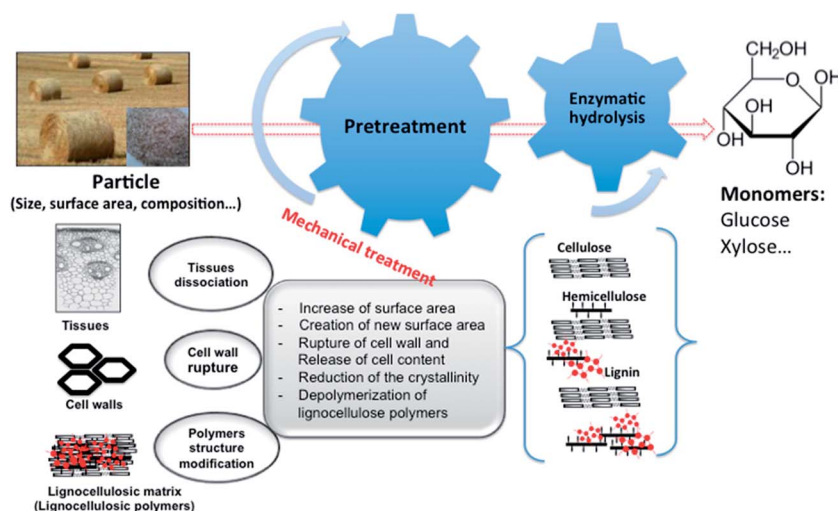 Pretreatment
Enzymatic
hydrolysis
CH₂OH
O
OH
OH
OH
OH
Particle
(Size, surface area, composition...)
Monomers:
Glucose
Xylose...
Mechanical treatment
Tissues
Tissues
dissociation
Cell walls
Cell wall
rupture
Lignocellulosic matrix
(Lignocellulosic polymers)
Polymers
structure
modification
- Increase of surface area
- Creation of new surface area
- Rupture of cell wall and
Release of cell content
- Reduction of the crystallinity
- Depolymerization of
lignocellulose polymers
Cellulose
Hemicellulose
Lignin